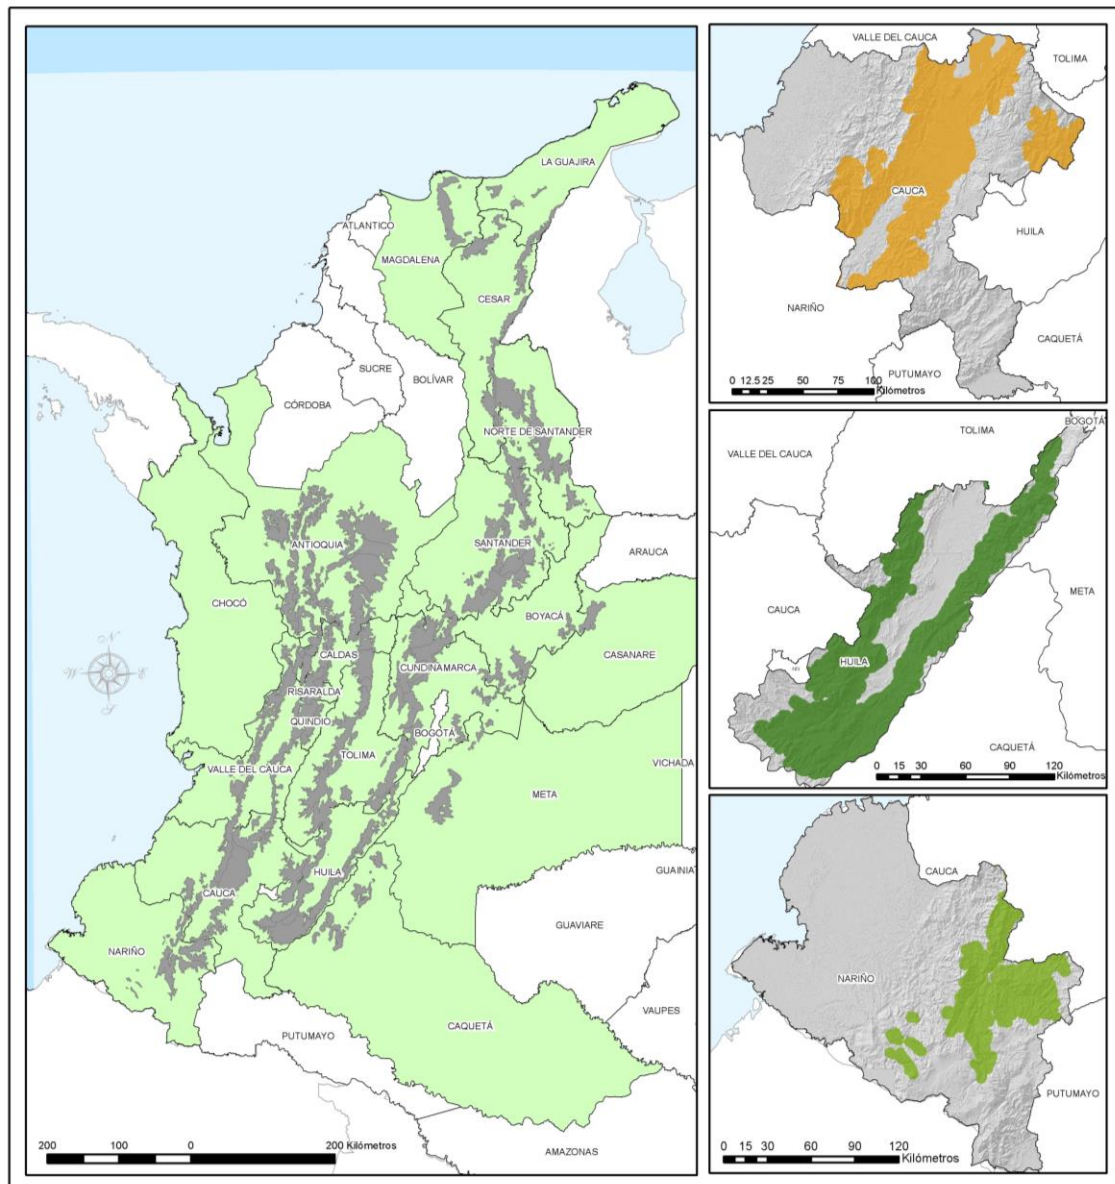 LA GUAJIRA
ATLANTICO
MAGDALENA
CESAR
SUCRE
BOLÍVAR
CÓRDOBA
NORTE DE SANTANDER
ANTIOQUIA
SANTANDER
ARAUCA
CHOCÓ
BOYACÁ
CALDAS
CUNDINAMARCA
CASANARE
N
W E
S
RISARALDA
QUINDIO
BOGOTÁ
TOLIMA
VALLE DEL CAUCA
VICHADA
META
HUILA
GUAINIA
CAUCA
GUAVIARE
NARIÑO
VAUPES
CAQUETÁ
PUTUMAYO
AMAZONAS
200 100 0 200 Kilómetros
VALLE DEL CAUCA
TOLIMA
CAUCA
HUILA
NARIÑO
CAQUETÁ
PUTUMAYO
0 12.5 25 50 75 100
Kilómetros
BOGOTÁ
TOLIMA
VALLE DEL CAUCA
META
CAUCA
HUILA
CAQUETÁ
0 15 30 60 90 120
Kilómetros
CAUCA
NARIÑO
PUTUMAYO
0 15 30 60 90 120
Kilómetros